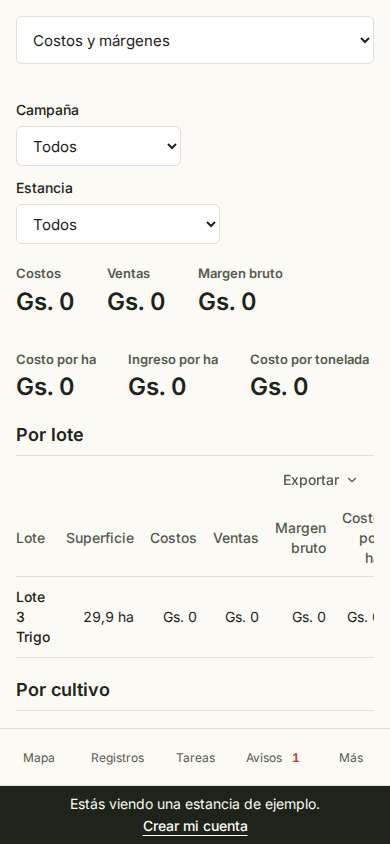 Costos y márgenes
Campaña
Todos
Estancia
Todos
Costos Ventas Margen bruto
Gs. 0 Gs. 0 Gs. 0
Costo por ha Ingreso por ha Costo por tonelada
Gs. 0 Gs. 0 Gs. 0
Por lote
Exportar
Lote Superficie Costos Ventas Margen bruto
Lote 3 Trigo 29,9 ha Gs. 0 Gs. 0 Gs. 0 Gs.
Por cultivo
Mapa Registros Tareas Avisos 1 Más
Estás viendo una estancia de ejemplo.
Crear mi cuenta